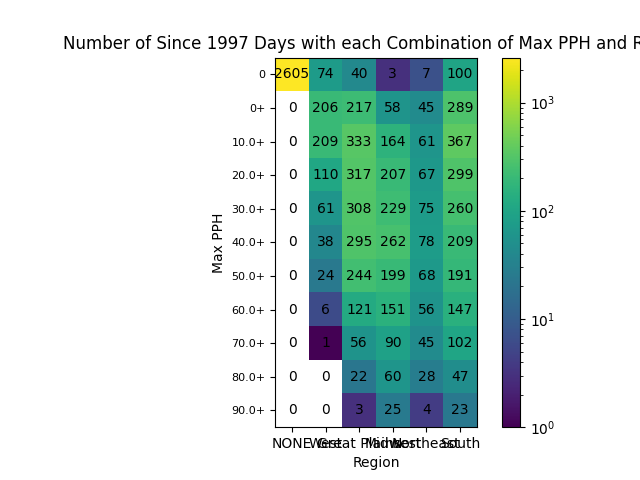 Number of Since 1997 Days with each Combination of Max PPH and R
0 2605 74 40 3 7 100
0+ 0 206 217 58 45 289
10.0+ 0 209 333 164 61 367
20.0+ 0 110 317 207 67 299
30.0+ 0 61 308 229 75 260
40.0+ 0 38 295 262 78 209
50.0+ 0 24 244 199 68 191
60.0+ 0 6 121 151 56 147
70.0+ 0 1 56 90 45 102
80.0+ 0 0 22 60 28 47
90.0+ 0 0 3 25 4 23
NONE West Great Plains Midwest Northeast South
Region
Max PPH
10³
10²
10¹
10⁰